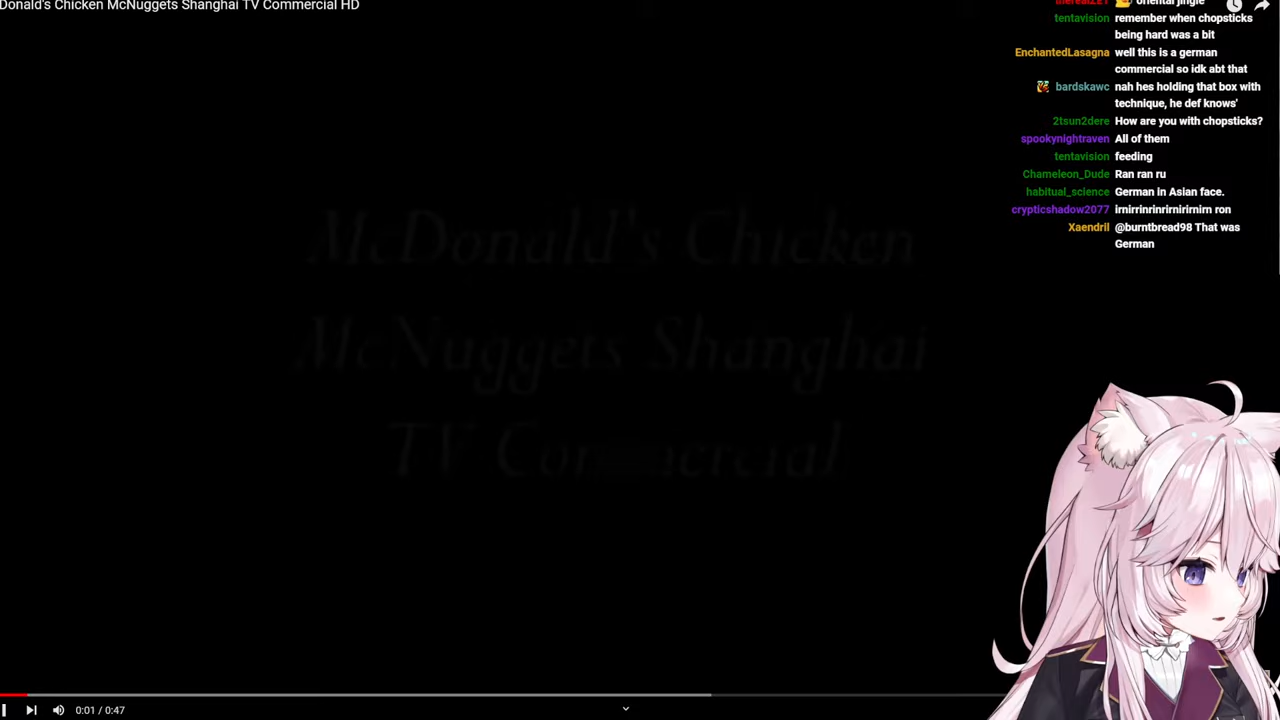 Donald's Chicken McNuggets Shanghai TV Commercial HD
oriental jingle
tentavision remember when chopsticks
being hard was a bit
EnchantedLasagna well this is a german
commercial so idk abt that
bardskawc nah hes holding that box with
technique, he def knows'
2tsun2dere How are you with chopsticks?
spookynightraven All of them
tentavision feeding
Chameleon_Dude Ran ran ru
habitual_science German in Asian face.
crypticshadow2077 irnirrinrinrirnirirnirn ron
Xaendril @burntbread98 That was
German
McDonald's Chicken
McNuggets Shanghai
TV Commercial
0:01 / 0:47